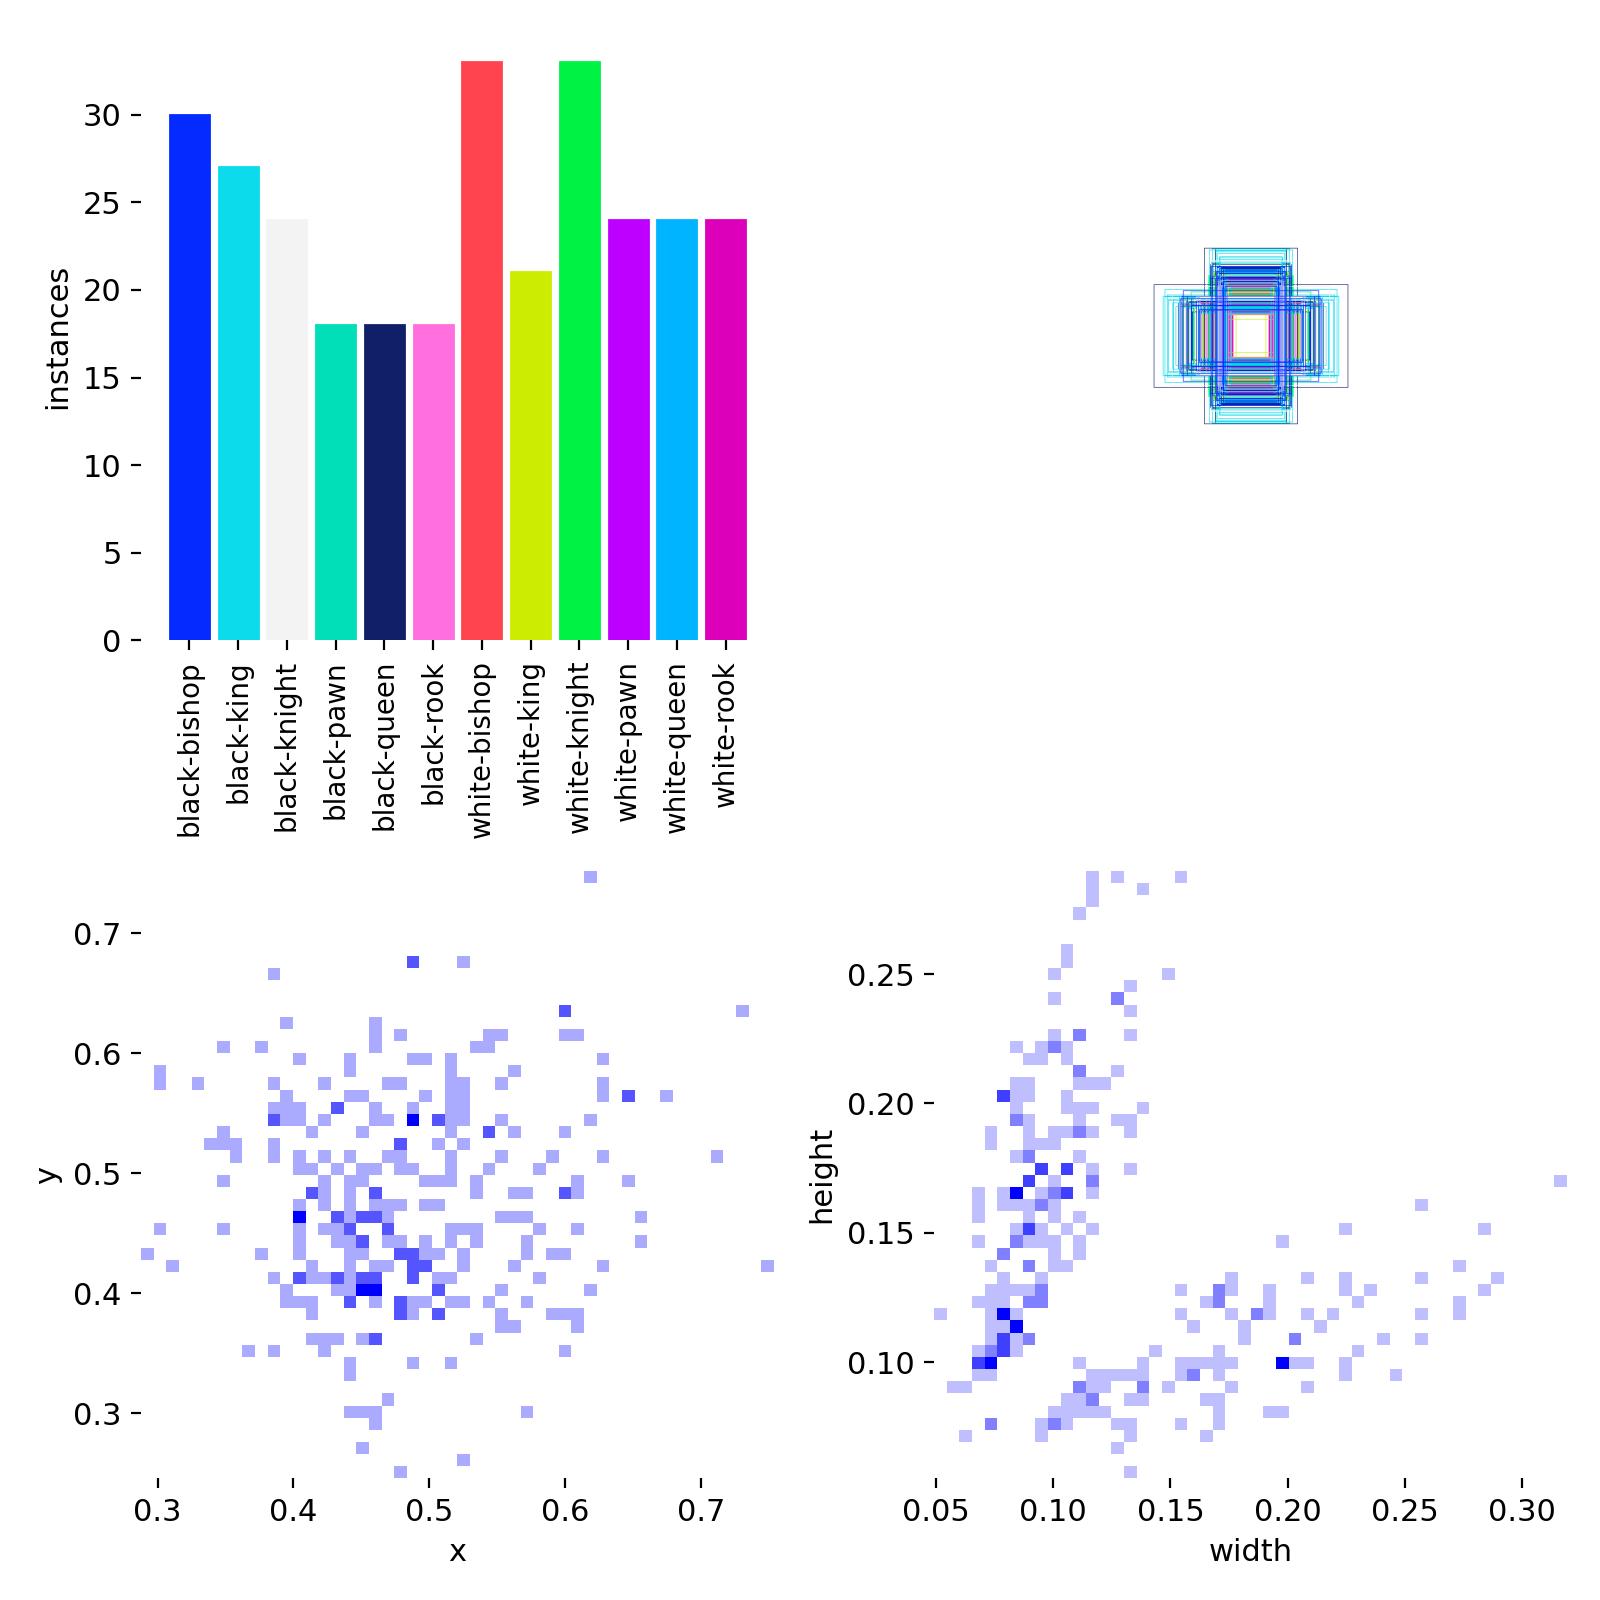 instances
30
25
20
15
10
5
0
black-bishop
black-king
black-knight
black-pawn
black-queen
black-rook
white-bishop
white-king
white-knight
white-pawn
white-queen
white-rook
y
0.7
0.6
0.5
0.4
0.3
0.3 0.4 0.5 0.6 0.7
x
height
0.25
0.20
0.15
0.10
0.05 0.10 0.15 0.20 0.25 0.30
width